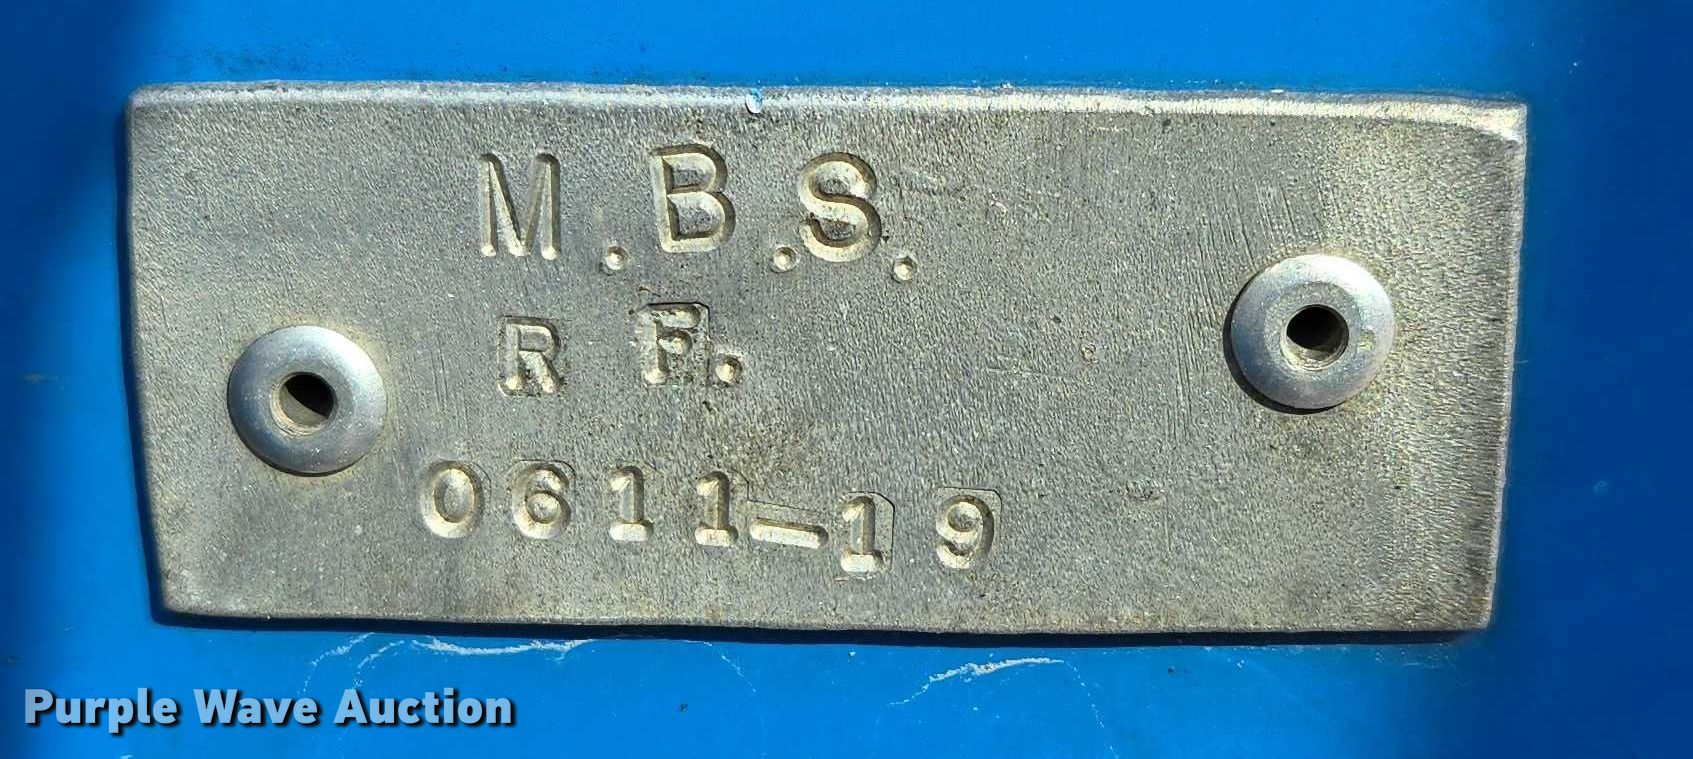 M.B.S.
R F.
0611-19
Purple Wave Auction